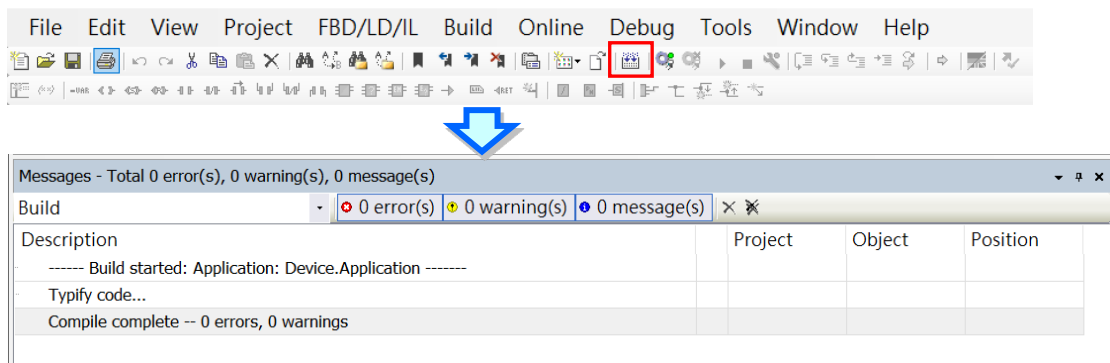 File Edit View Project FBD/LD/IL Build Online Debug Tools Window Help
Messages - Total 0 error(s), 0 warning(s), 0 message(s)
Build 0 error(s) 0 warning(s) 0 message(s)
Description Project Object Position
------ Build started: Application: Device.Application -------
Typify code...
Compile complete -- 0 errors, 0 warnings